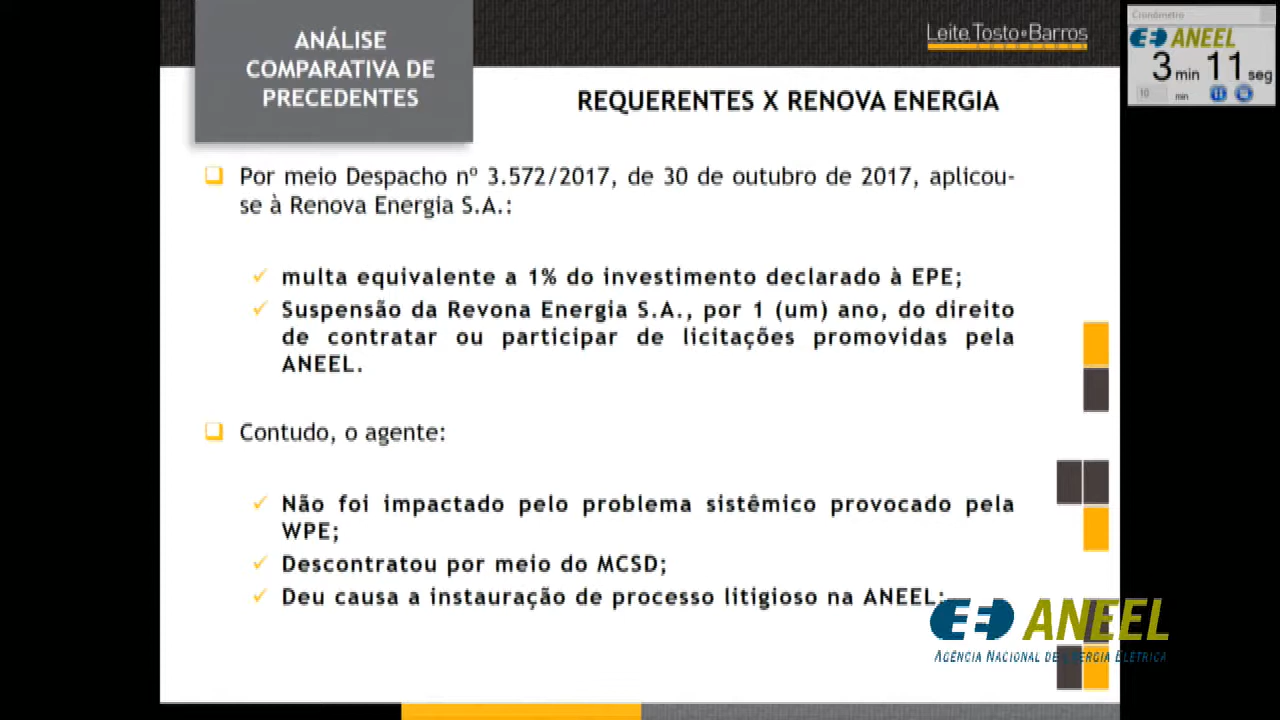 ANÁLISE
COMPARATIVA DE
PRECEDENTES
Leite, Tosto e Barros
ADVOGADOS
Cronômetro
ANEEL
3 min 11 seg
10 min
REQUERENTES X RENOVA ENERGIA
Por meio Despacho nº 3.572/2017, de 30 de outubro de 2017, aplicou-
se à Renova Energia S.A.:
multa equivalente a 1% do investimento declarado à EPE;
Suspensão da Revona Energia S.A., por 1 (um) ano, do direito
de contratar ou participar de licitações promovidas pela
ANEEL.
Contudo, o agente:
Não foi impactado pelo problema sistêmico provocado pela
WPE;
Descontratou por meio do MCSD;
Deu causa a instauração de processo litigioso na ANEEL;
ANEEL
AGÊNCIA NACIONAL DE ENERGIA ELÉTRICA